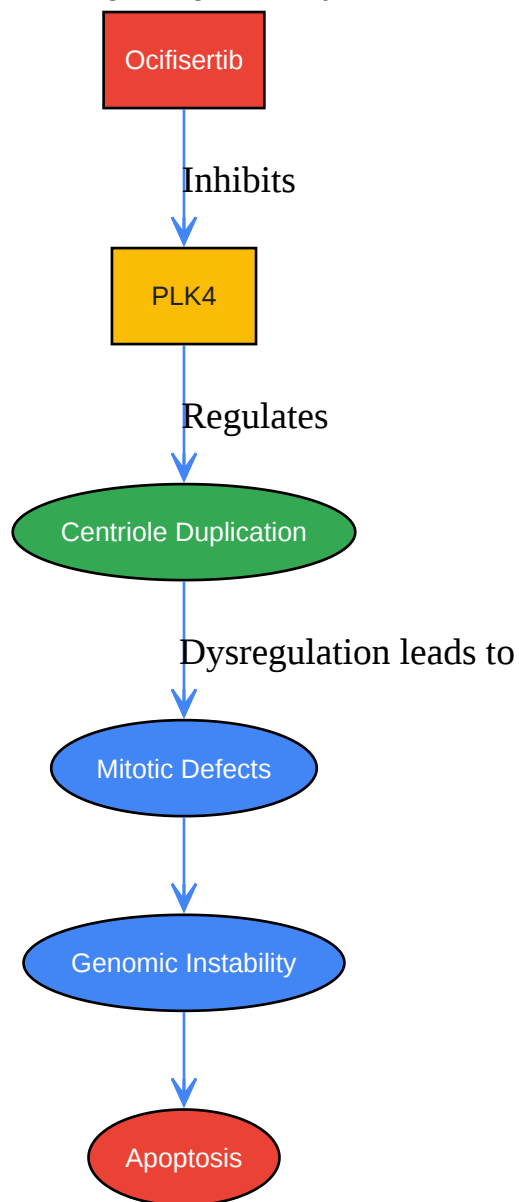 Ocifisertib
Inhibits
PLK4
Regulates
Centriole Duplication
Dysregulation leads to
Mitotic Defects
Genomic Instability
Apoptosis